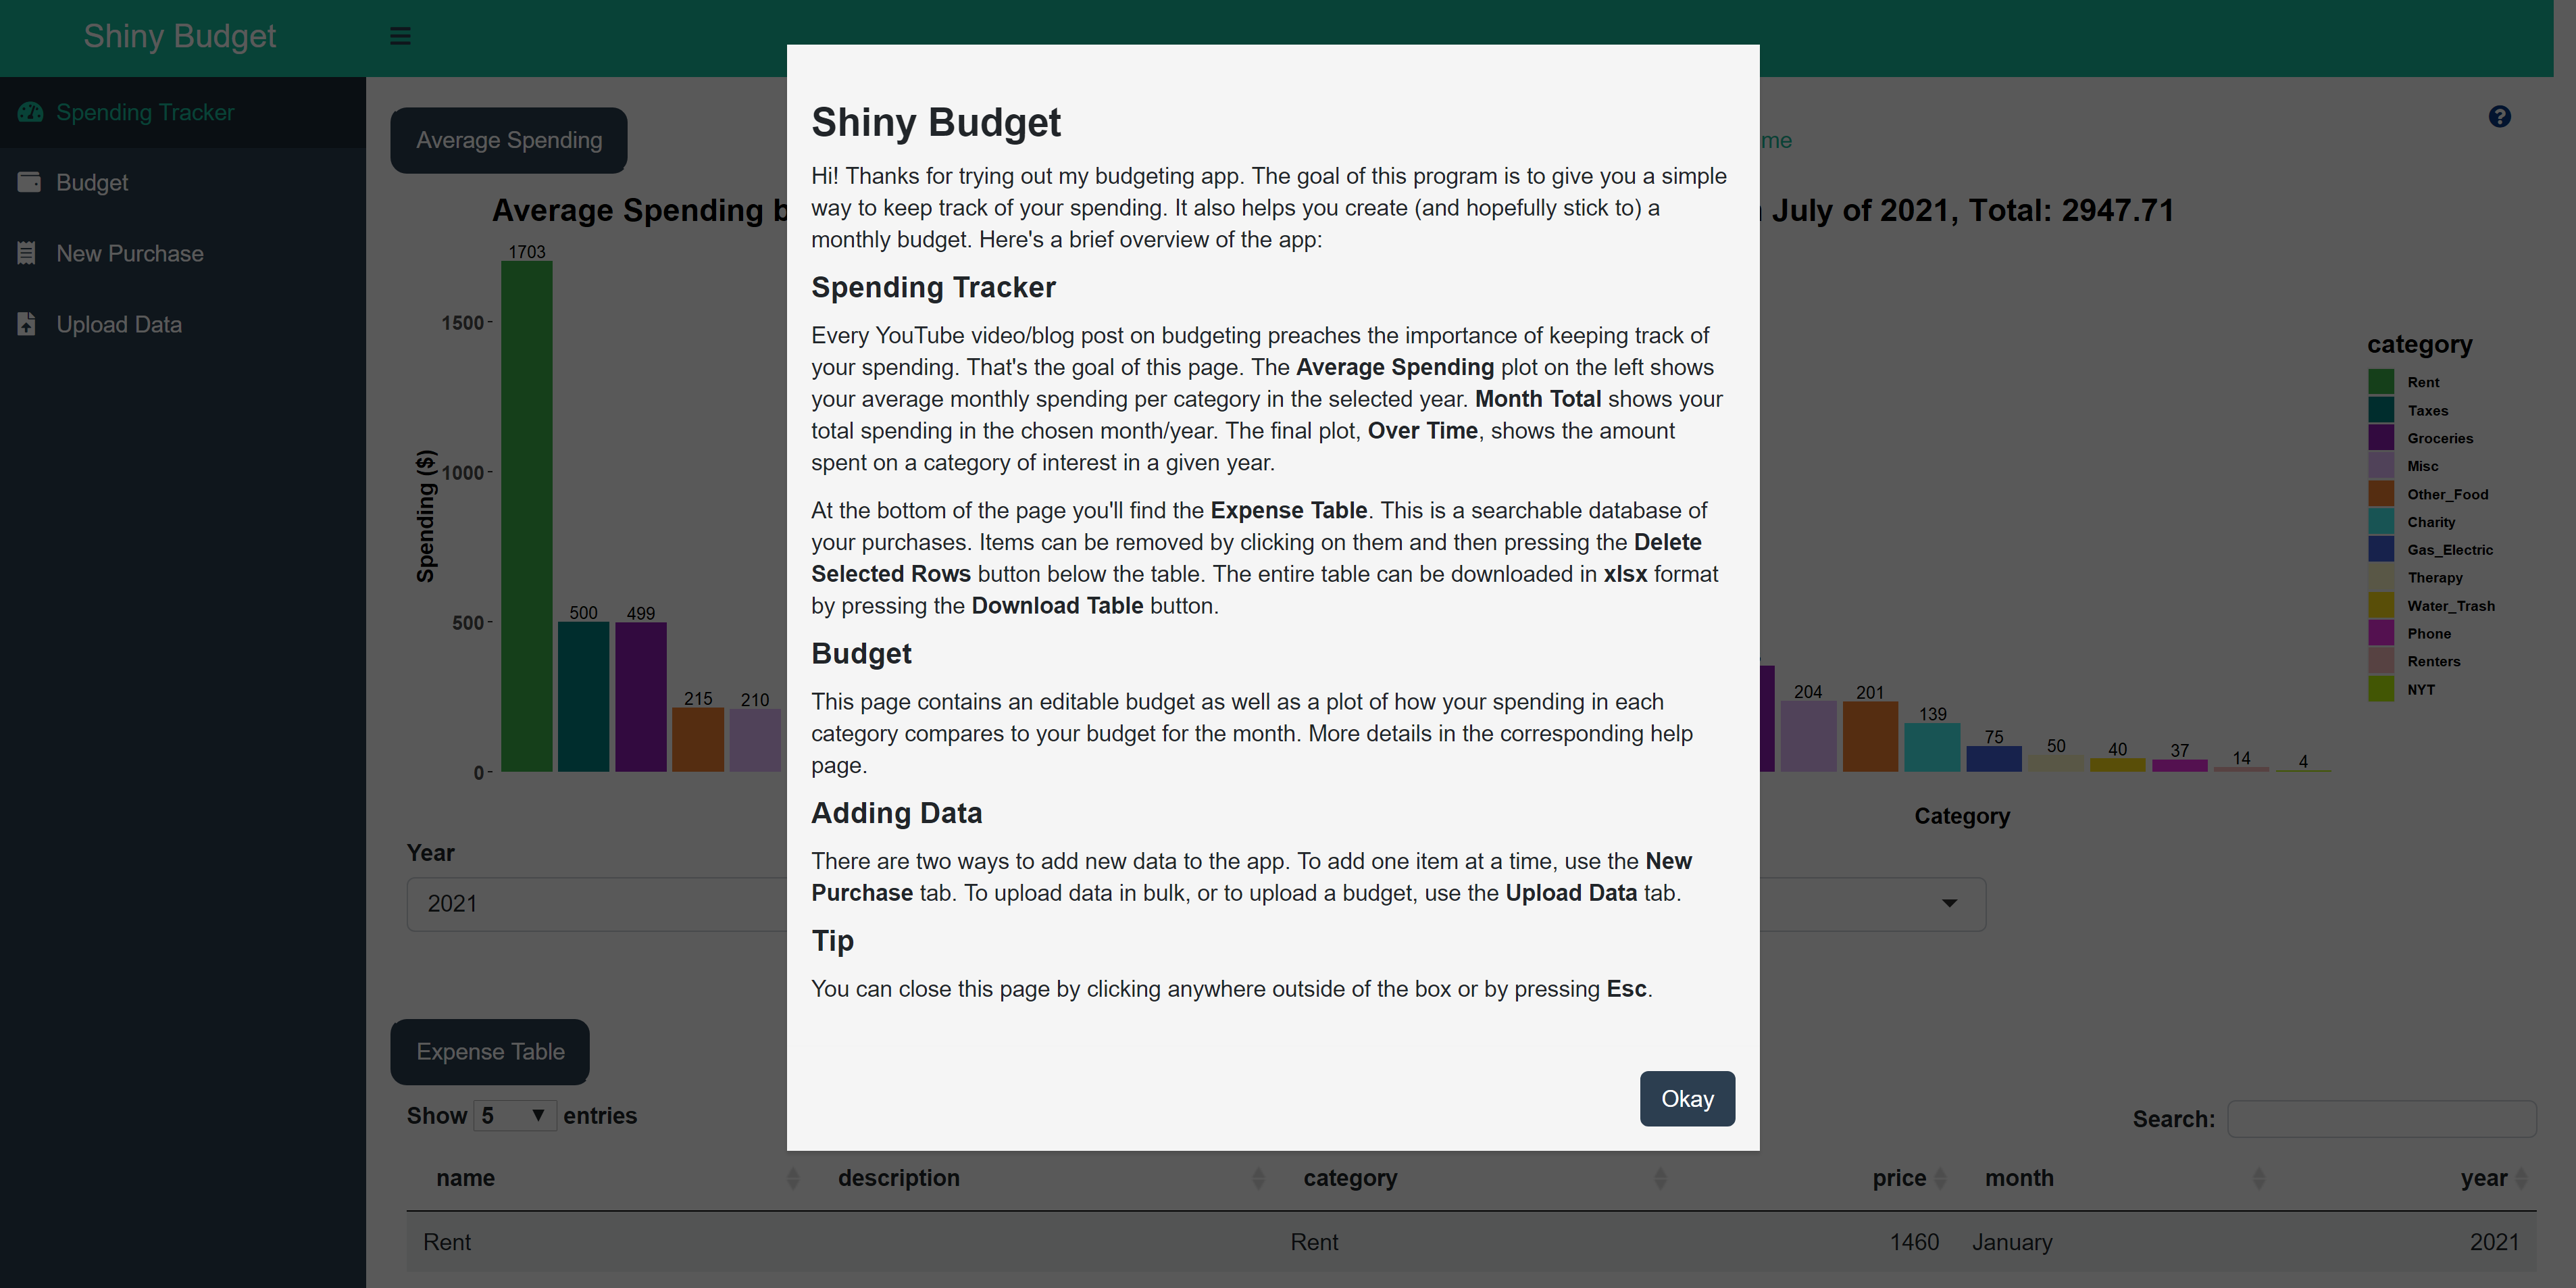 Shiny Budget
Spending Tracker
Budget
New Purchase
Upload Data
Average Spending
me
Average Spending b
July of 2021, Total: 2947.71
1703
1500
1000
500
0
Spending ($)
500
499
215
210
204
201
139
75
50
40
37
14
4
Category
category
Rent
Taxes
Groceries
Misc
Other_Food
Charity
Gas_Electric
Therapy
Water_Trash
Phone
Renters
NYT
Year
2021
Shiny Budget
Hi! Thanks for trying out my budgeting app. The goal of this program is to give you a simple
way to keep track of your spending. It also helps you create (and hopefully stick to) a
monthly budget. Here's a brief overview of the app:
Spending Tracker
Every YouTube video/blog post on budgeting preaches the importance of keeping track of
your spending. That's the goal of this page. The Average Spending plot on the left shows
your average monthly spending per category in the selected year. Month Total shows your
total spending in the chosen month/year. The final plot, Over Time, shows the amount
spent on a category of interest in a given year.
At the bottom of the page you'll find the Expense Table. This is a searchable database of
your purchases. Items can be removed by clicking on them and then pressing the Delete
Selected Rows button below the table. The entire table can be downloaded in xlsx format
by pressing the Download Table button.
Budget
This page contains an editable budget as well as a plot of how your spending in each
category compares to your budget for the month. More details in the corresponding help
page.
Adding Data
There are two ways to add new data to the app. To add one item at a time, use the New
Purchase tab. To upload data in bulk, or to upload a budget, use the Upload Data tab.
Tip
You can close this page by clicking anywhere outside of the box or by pressing Esc.
Okay
Expense Table
Show 5 entries
Search:
name description category price month year
Rent Rent 1460 January 2021